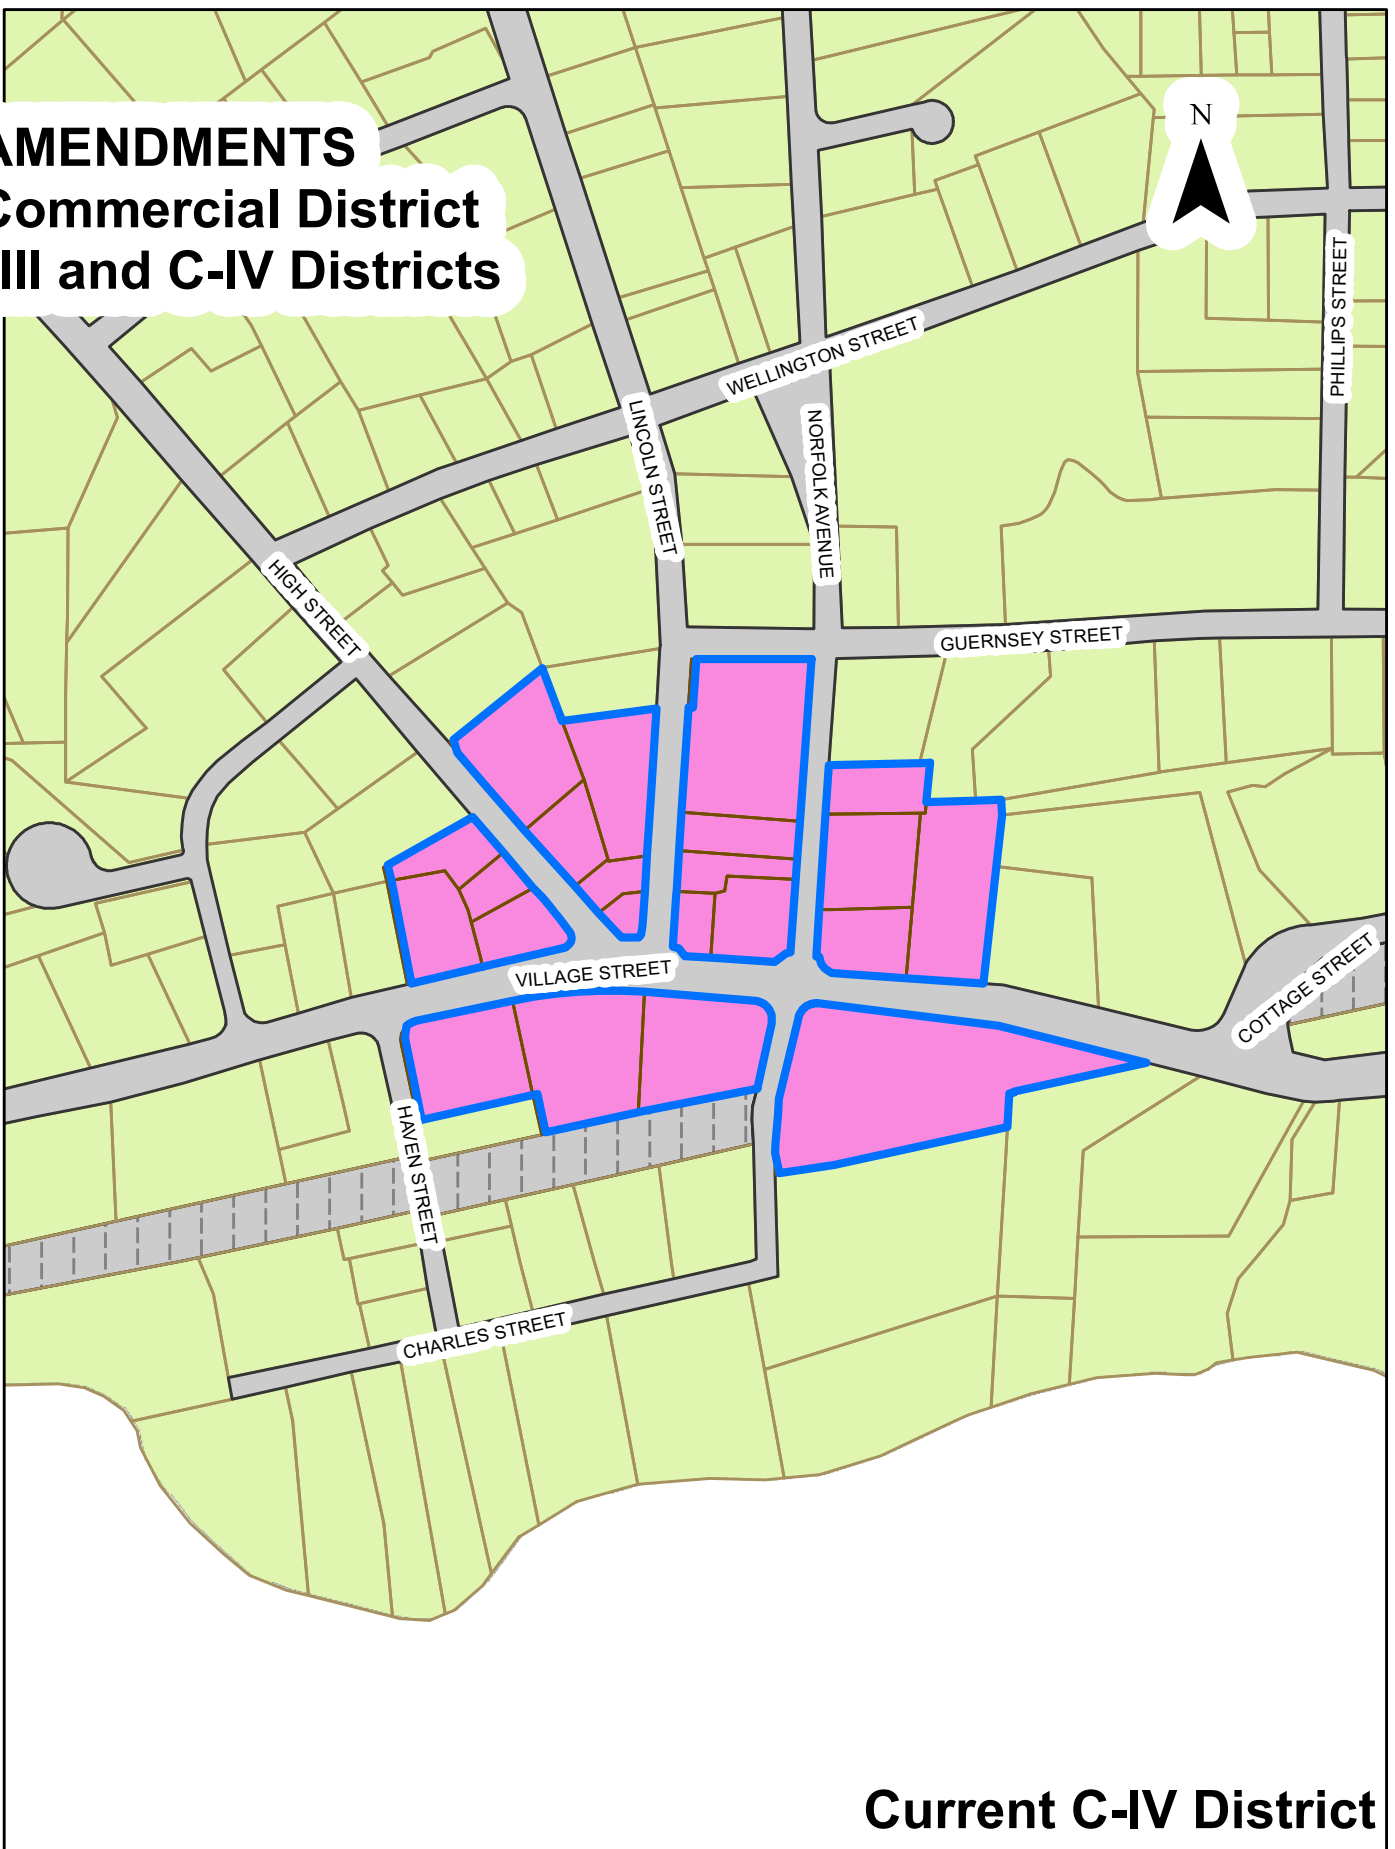 AMENDMENTS
Commercial District
III and C-IV Districts
N
PHILLIPS STREET
WELLINGTON STREET
LINCOLN STREET
NORFOLK AVENUE
HIGH STREET
GUERNSEY STREET
VILLAGE STREET
COTTAGE STREET
HAVEN STREET
CHARLES STREET
Current C-IV District